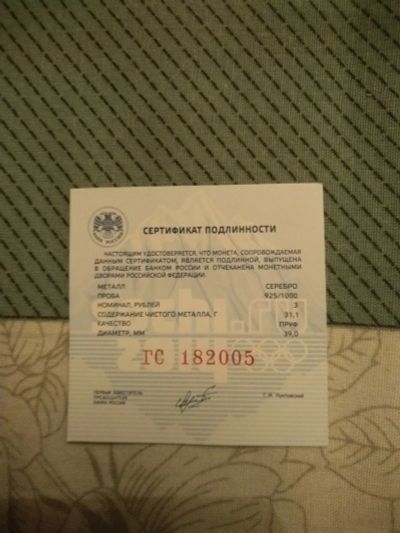 СЕРТИФИКАТ ПОДЛИННОСТИ
НАСТОЯЩИМ УДОСТОВЕРЯЕТСЯ, ЧТО МОНЕТА, СОПРОВОЖДАЕМАЯ
ДАННЫМ СЕРТИФИКАТОМ, ЯВЛЯЕТСЯ ПОДЛИННОЙ, ВЫПУЩЕНА
В ОБРАЩЕНИЕ БАНКОМ РОССИИ И ОТЧЕКАНЕНА МОНЕТНЫМИ
ДВОРАМИ РОССИЙСКОЙ ФЕДЕРАЦИИ.
МЕТАЛЛ СЕРЕБРО
ПРОБА 925/1000
НОМИНАЛ, РУБЛЕЙ 3
СОДЕРЖАНИЕ ЧИСТОГО МЕТАЛЛА, Г 31,1
КАЧЕСТВО ПРУФ
ДИАМЕТР, ММ 39,0
ТС 182005
ПЕРВЫЙ ЗАМЕСТИТЕЛЬ
ПРЕДСЕДАТЕЛЯ
БАНКА РОССИИ